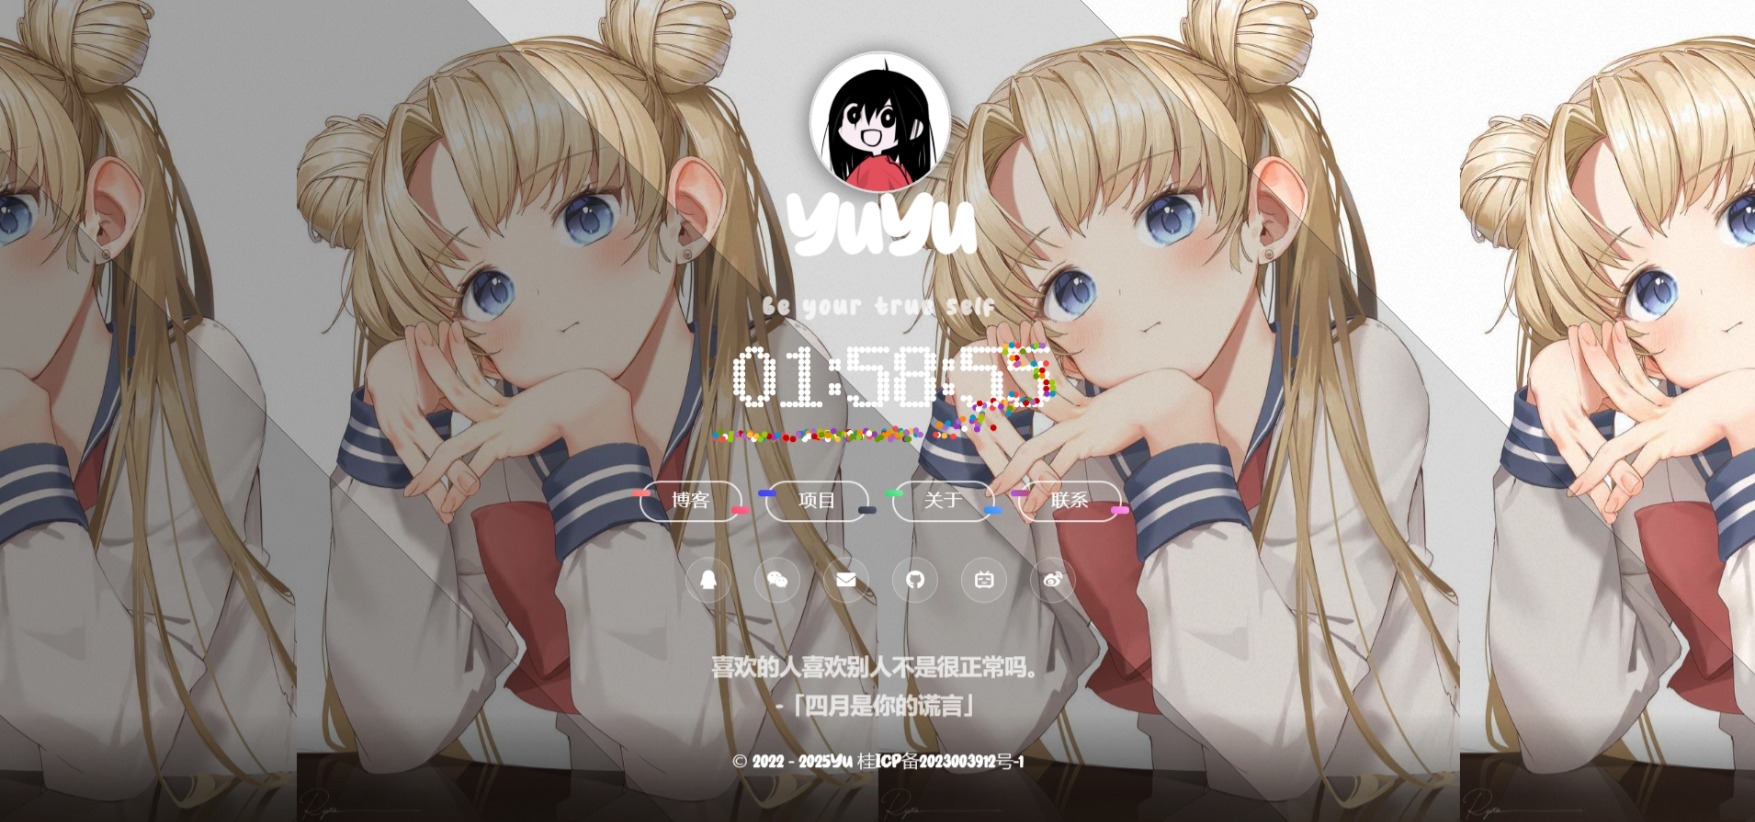 YuYu
Be your true self
01:58:55
博客 项目 关于 联系
喜欢的人喜欢别人不是很正常吗。
-「四月是你的谎言」
© 2022 - 2025Yu 桂ICP备2023003912号-1